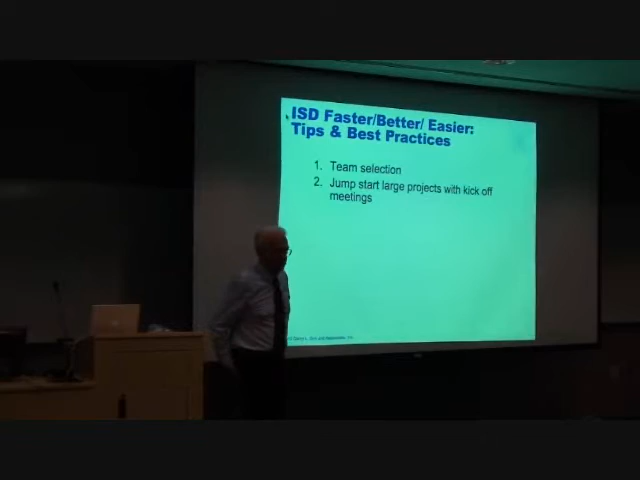 ISD Faster/Better/ Easier:
Tips & Best Practices
1. Team selection
2. Jump start large projects with kick off
meetings